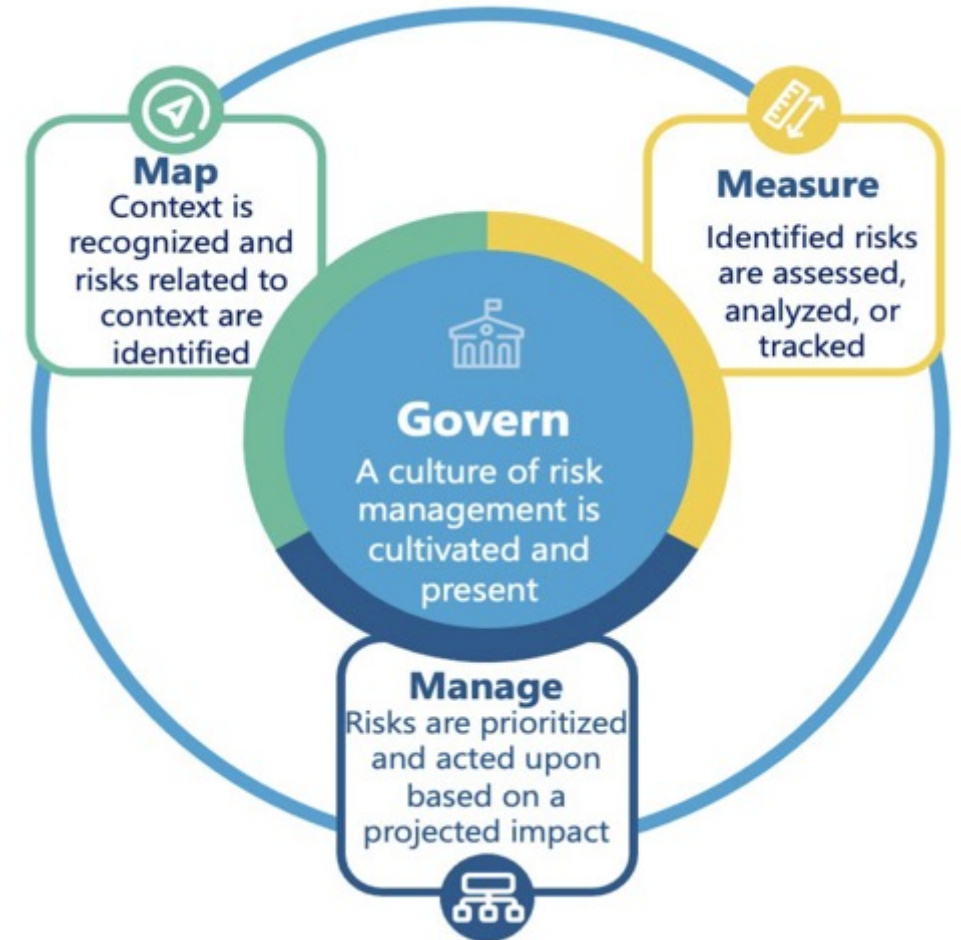 Map
Context is
recognized and
risks related to
context are
identified
Measure
Identified risks
are assessed,
analyzed, or
tracked
Govern
A culture of risk
management is
cultivated and
present
Manage
Risks are prioritized
and acted upon
based on a
projected impact